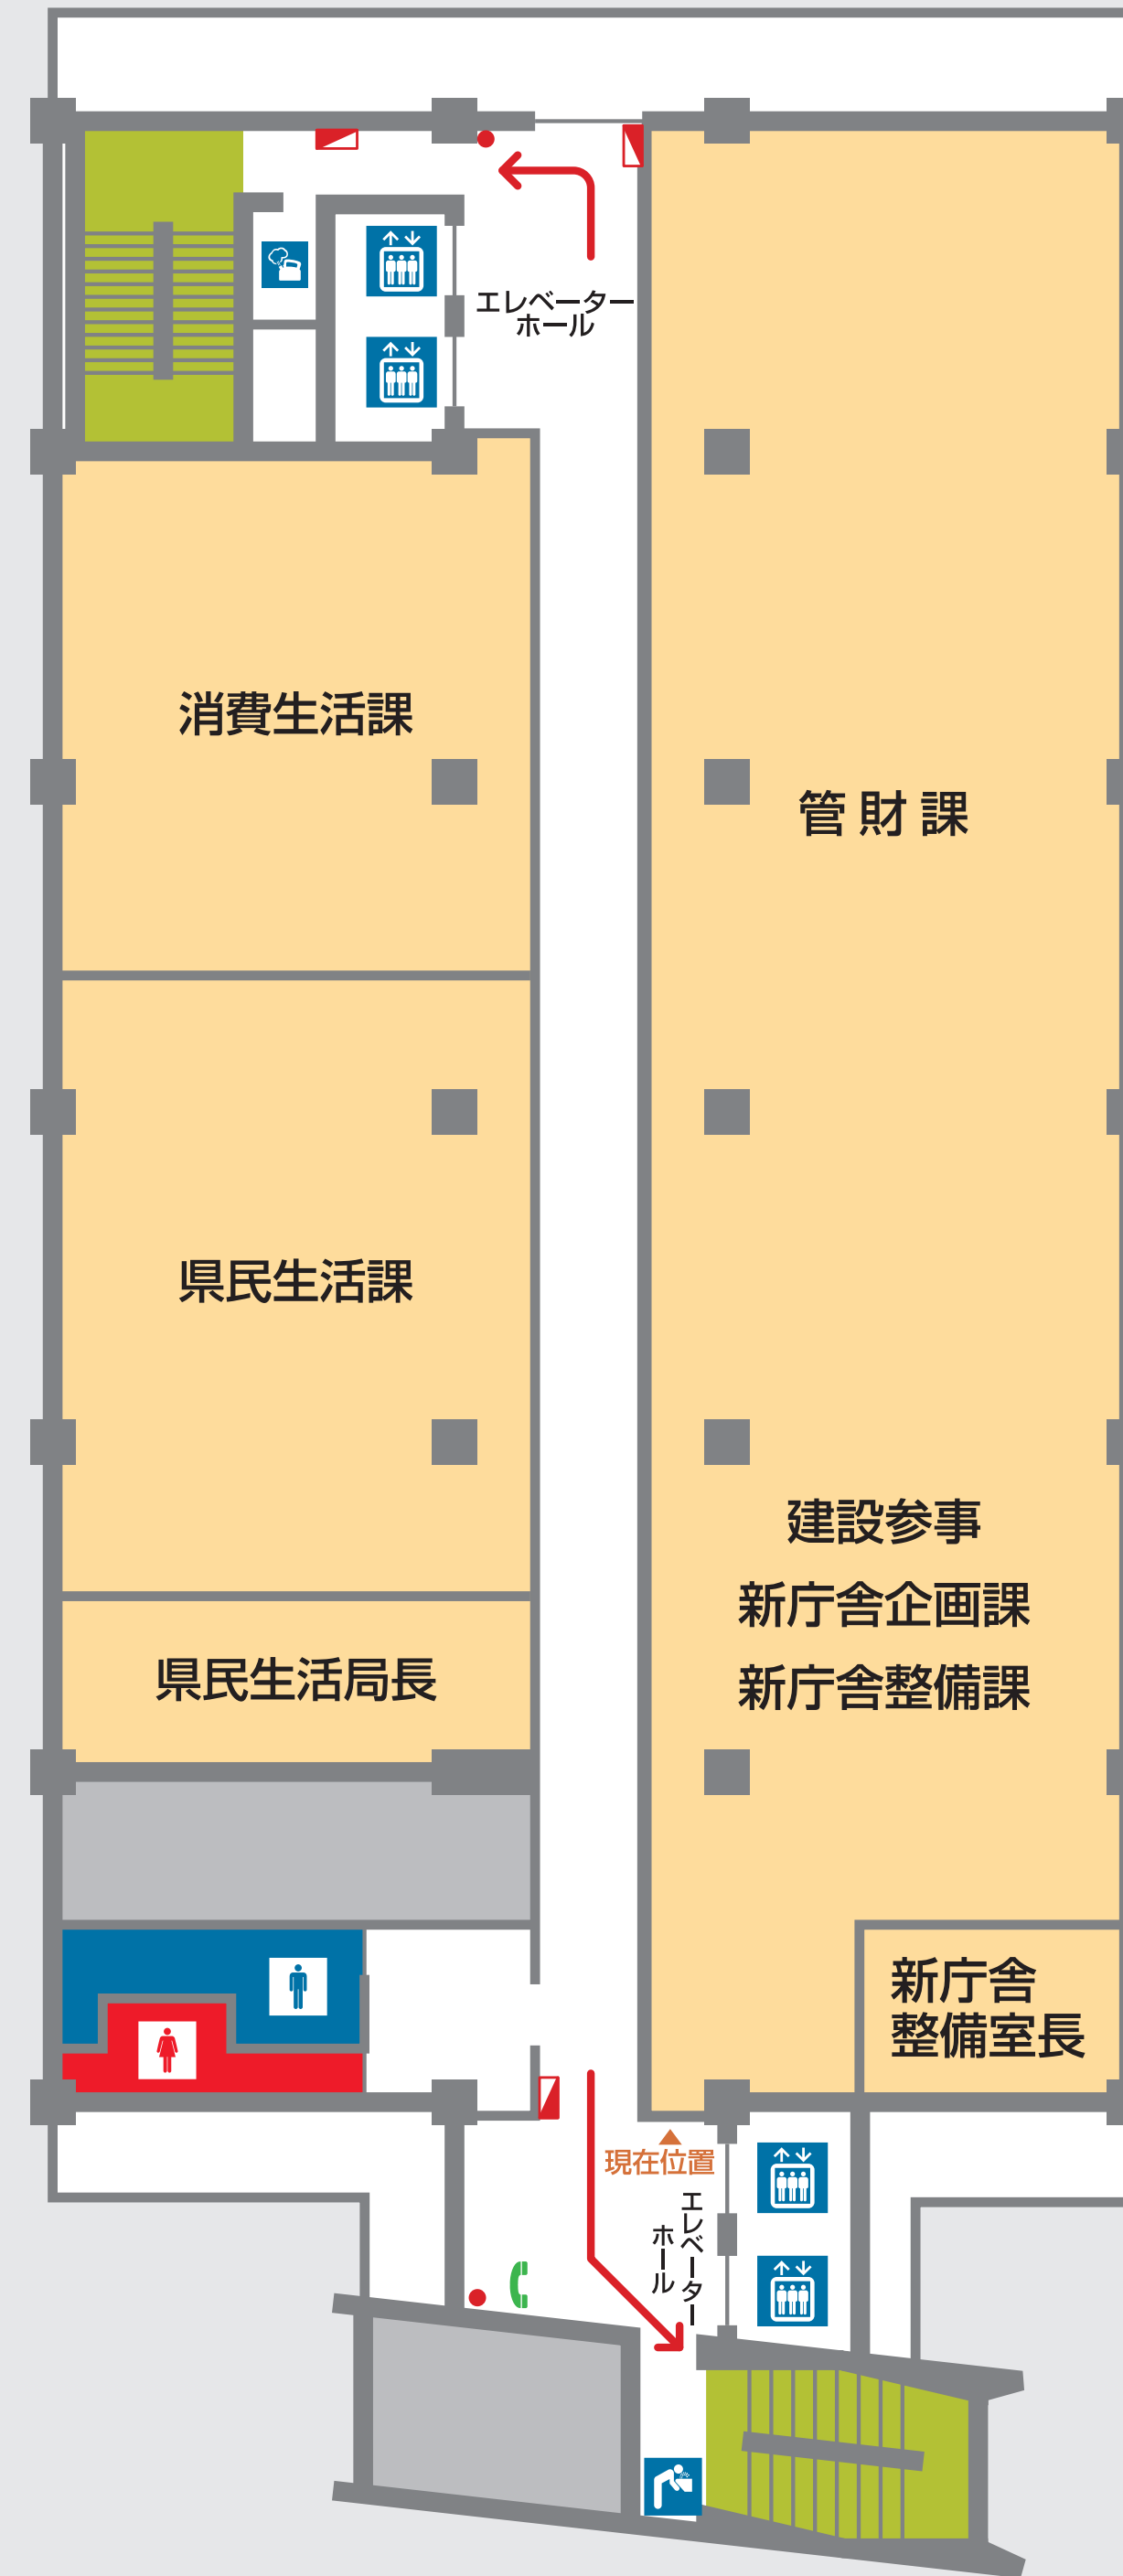 エレベーター
ホール
消費生活課
管財課
県民生活課
建設参事
新庁舎企画課
新庁舎整備課
県民生活局長
新庁舎
整備室長
現在位置
エレベーター
ホール